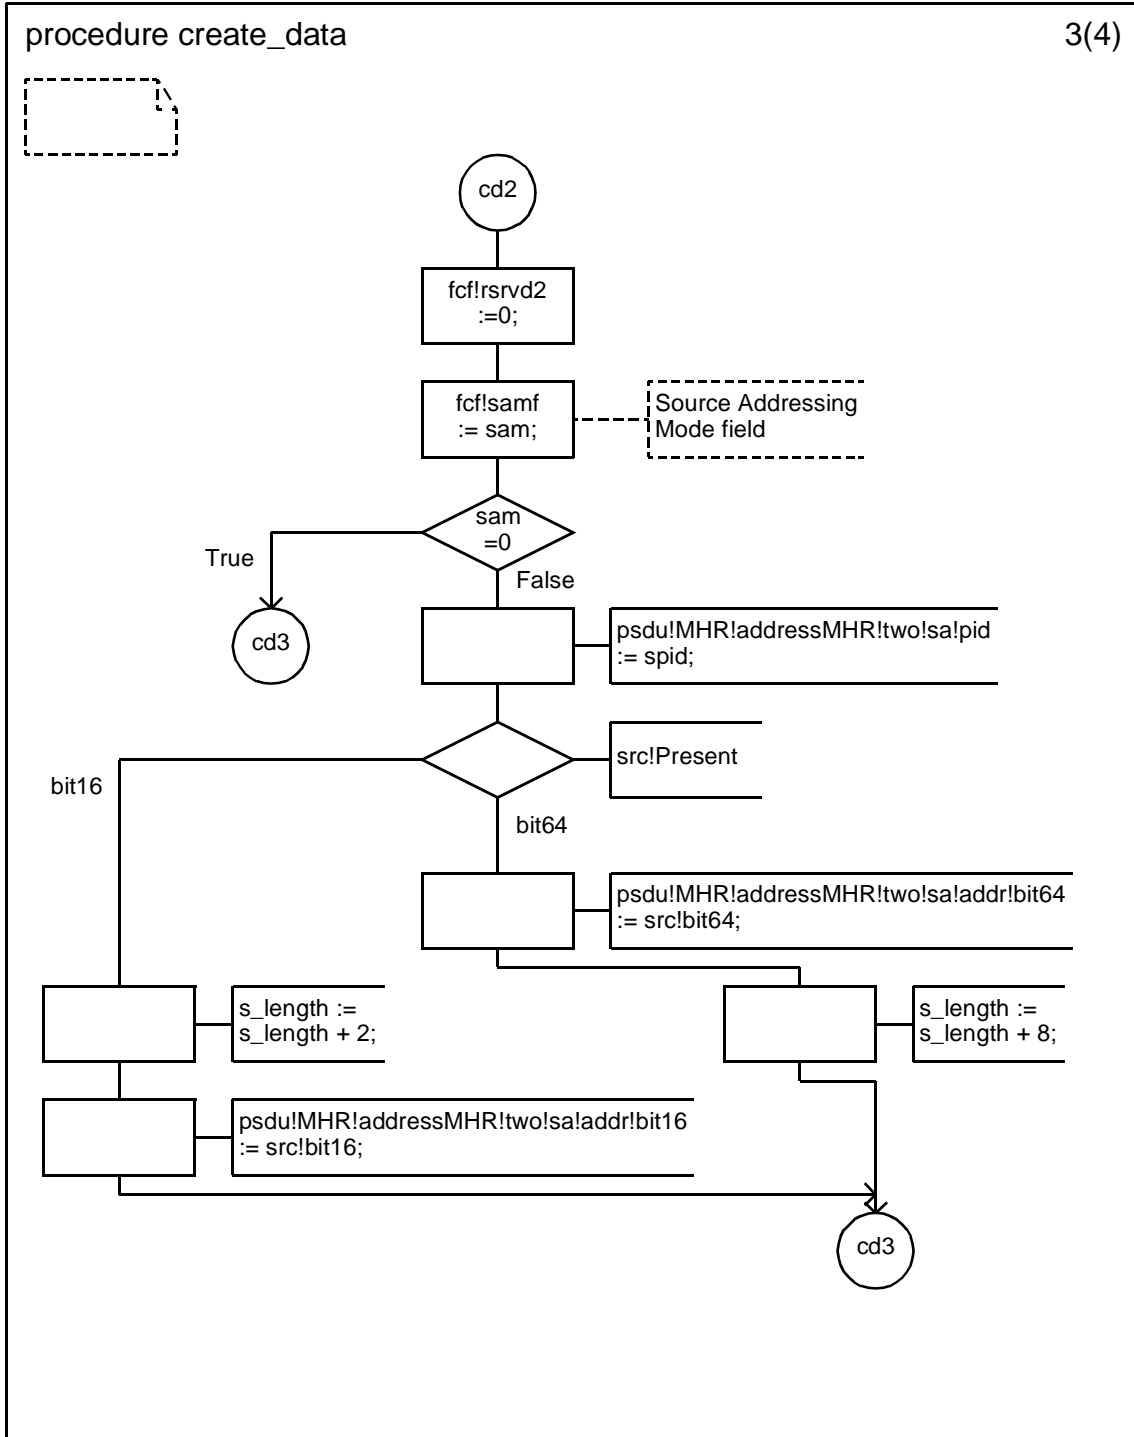 procedure create_data
3(4)
cd2
fcf!rsrvd2
:=0;
fcf!samf
:= sam;
Source Addressing
Mode field
sam
=0
True
False
cd3
psdu!MHR!addressMHR!two!sa!pid
:= spid;
src!Present
bit16
bit64
psdu!MHR!addressMHR!two!sa!addr!bit64
:= src!bit64;
s_length :=
s_length + 2;
s_length :=
s_length + 8;
psdu!MHR!addressMHR!two!sa!addr!bit16
:= src!bit16;
cd3